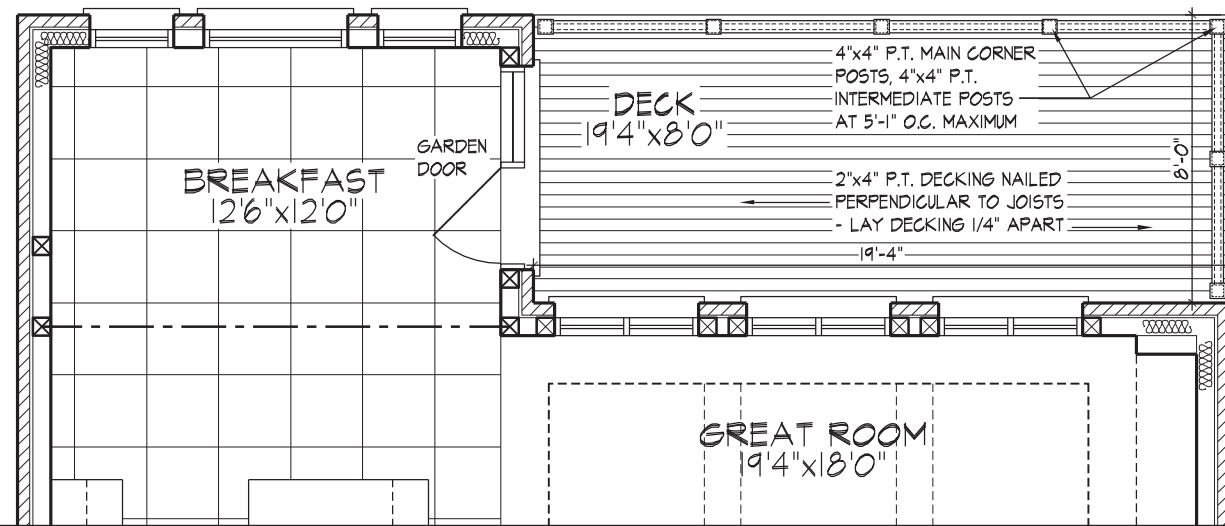 BREAKFAST
12'6"x12'0"
GARDEN
DOOR
DECK
19'4"x8'0"
4"x4" P.T. MAIN CORNER
POSTS, 4"x4" P.T.
INTERMEDIATE POSTS
AT 5'-1" O.C. MAXIMUM
2"x4" P.T. DECKING NAILED
PERPENDICULAR TO JOISTS
- LAY DECKING 1/4" APART
19'-4"
8'-0"
GREAT ROOM
19'4"x18'0"